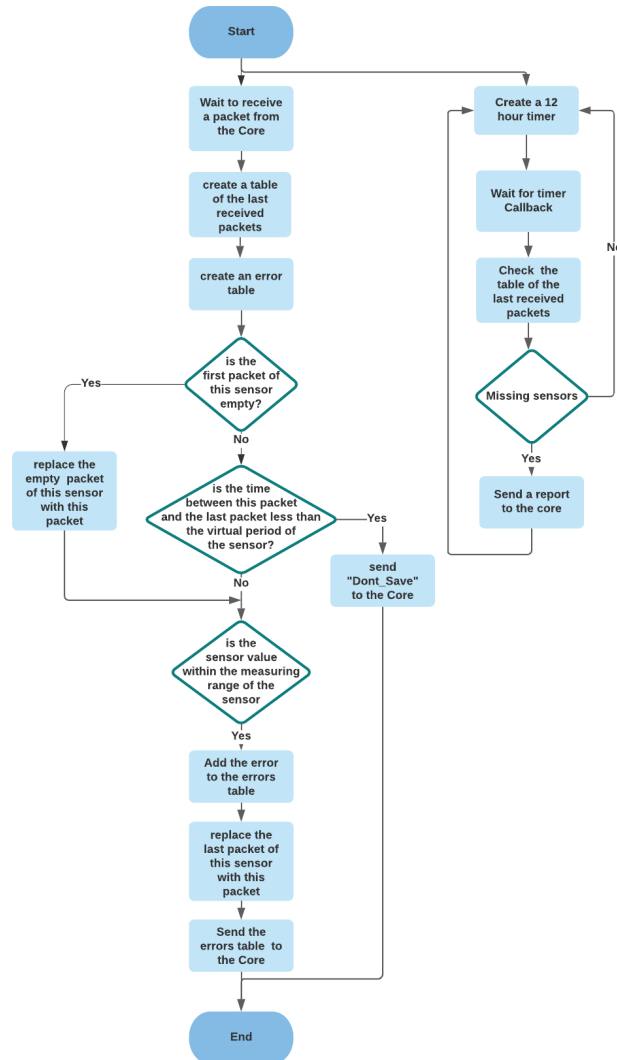 Start
Wait to receive
a packet from
the Core
create a table
of the last
received
packets
create an error
table
is the
first packet of
this sensor
empty?
Yes
replace the
empty packet
of this sensor
with this
packet
No
is the time
between this packet
and the last packet less than
the virtual period of
the sensor?
Yes
send
"Dont_Save"
to the Core
No
is the
sensor value
within the measuring
range of the
sensor
Yes
Add the error
to the errors
table
replace the
last packet of
this sensor
with this
packet
Send the
errors table to
the Core
End
Create a 12
hour timer
Wait for timer
Callback
Check the
table of the
last received
packets
Missing sensors
No
Yes
Send a report
to the core